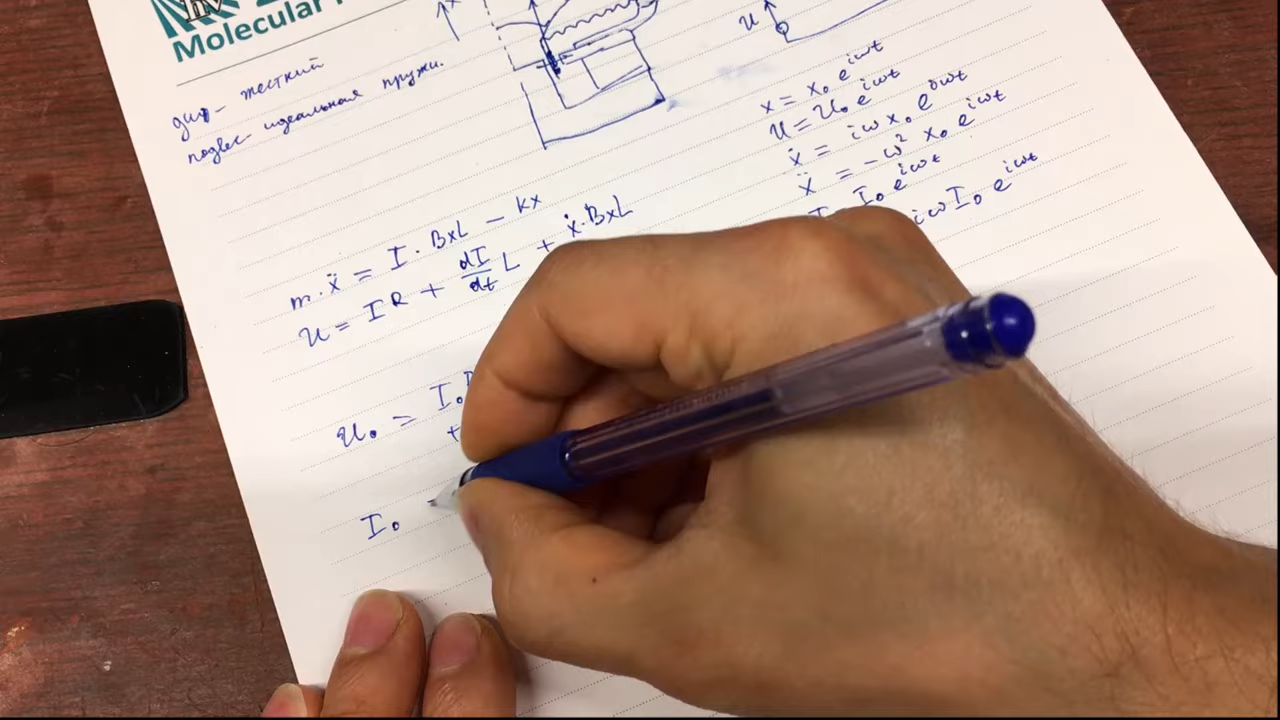 Molecular
x
u
диф- жесткий
подвес- идеальная пружи.
x = x₀ e^{iωt}
U = U₀ e^{iωt}
ẋ = iω x₀ e^{iωt}
ẍ = -ω² x₀ e^{iωt}
I₀ e^{iωt}
iω I₀ e^{iωt}
m·ẍ = I · BxL - kx
U = IR + dI/dt L + ẋ·BxL
U₀ = I₀
+
I₀